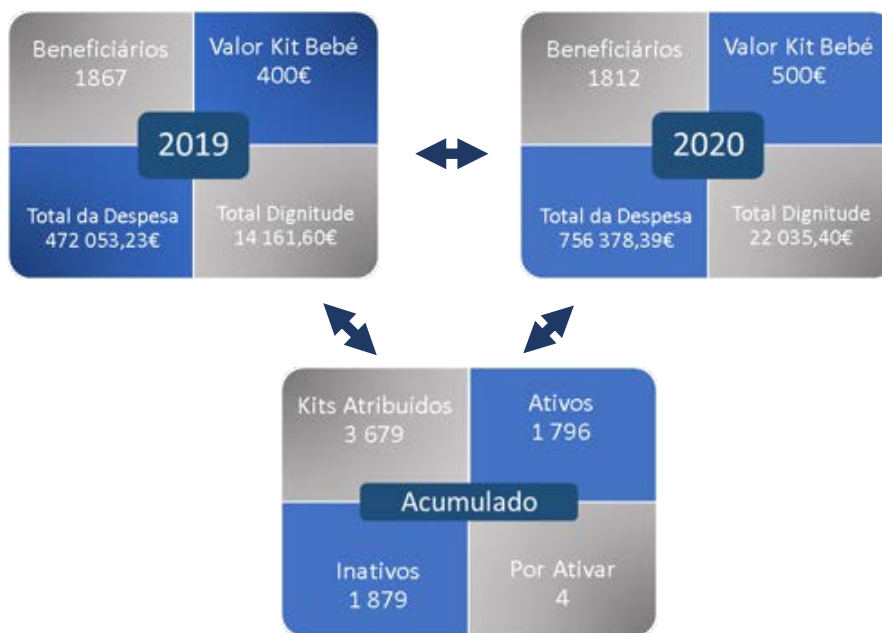 Beneficiários
1867
Valor Kit Bebé
400€
2019
Total da Despesa
472 053,23€
Total Dignitude
14 161,60€
Beneficiários
1812
Valor Kit Bebé
500€
2020
Total da Despesa
756 378,39€
Total Dignitude
22 035,40€
Kits Atribuídos
3 679
Ativos
1 796
Acumulado
Inativos
1 879
Por Ativar
4